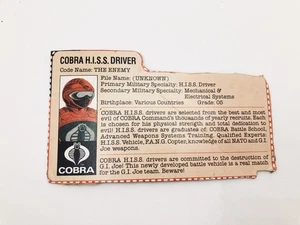 COBRA H.I.S.S. DRIVER
Code Name: THE ENEMY
File Name: (UNKNOWN)
Primary Military Specialty: H.I.S.S. Driver
Secondary Military Specialty: Mechanical &
Electrical Systems
Birthplace: Various Countries Grade: O5
COBRA H.I.S.S. drivers are selected from the best and most
evil of COBRA Command's thousands of yearly recruits. Each
is chosen for his physical strength and total dedication to
evil! H.I.S.S. drivers are graduates of: COBRA Battle School,
Advanced Weapons Systems Training. Qualified Experts:
H.I.S.S. Vehicle, F.A.N.G. Copter, knowledge of all NATO and G.I.
Joe weapons.
COBRA H.I.S.S. drivers are committed to the destruction of
G.I. Joe! This newly developed battle vehicle is a real match
for the G.I. Joe team. Beware!
COBRA